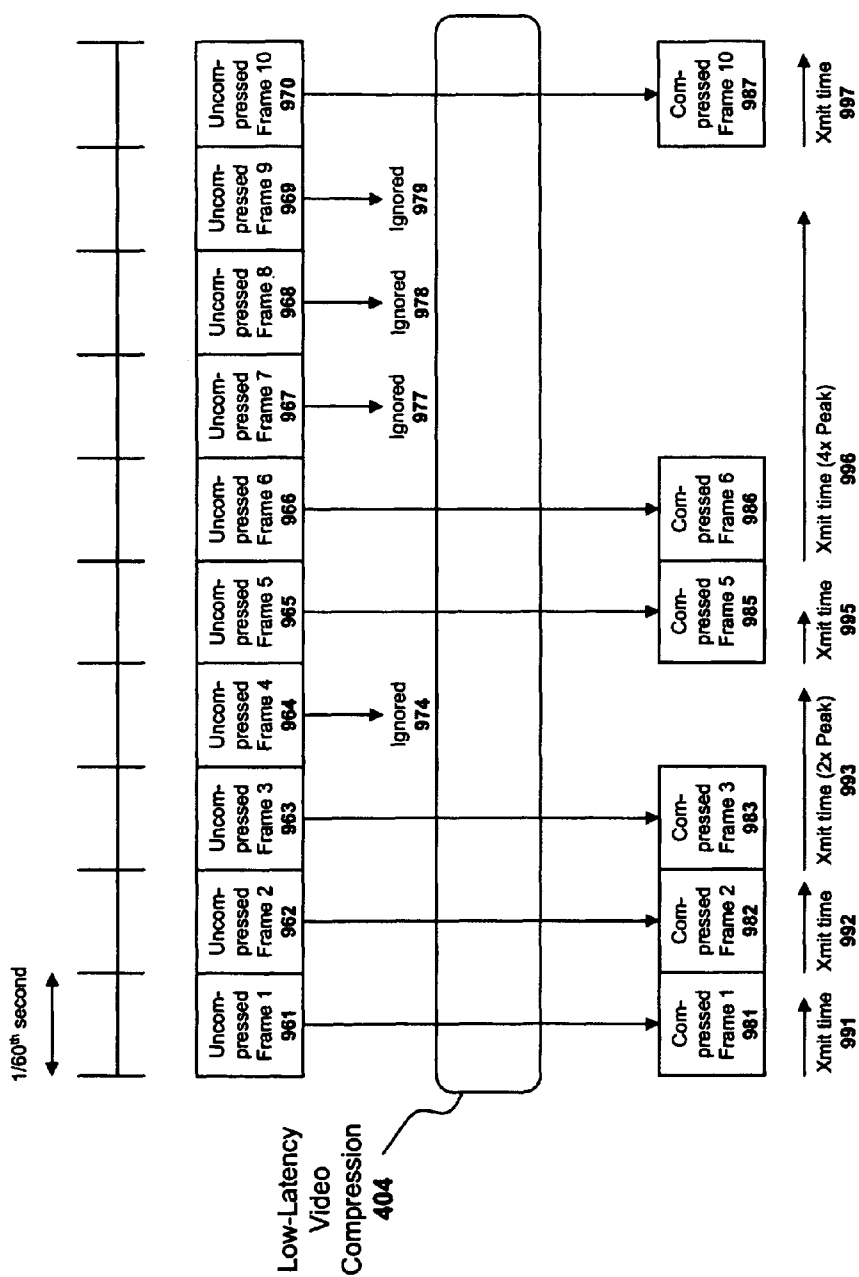 1/60th second
Uncom-
pressed
Frame 1
961
Uncom-
pressed
Frame 2
962
Uncom-
pressed
Frame 3
963
Uncom-
pressed
Frame 4
964
Uncom-
pressed
Frame 5
965
Uncom-
pressed
Frame 6
966
Uncom-
pressed
Frame 7
967
Uncom-
pressed
Frame 8
968
Uncom-
pressed
Frame 9
969
Uncom-
pressed
Frame 10
970
Ignored
974
Ignored
977
Ignored
978
Ignored
979
Low-Latency
Video
Compression
404
Com-
pressed
Frame 1
981
Com-
pressed
Frame 2
982
Com-
pressed
Frame 3
983
Com-
pressed
Frame 5
985
Com-
pressed
Frame 6
986
Com-
pressed
Frame 10
987
Xmit time
991
Xmit time
992
Xmit time (2x Peak)
993
Xmit time
995
Xmit time (4x Peak)
996
Xmit time
997